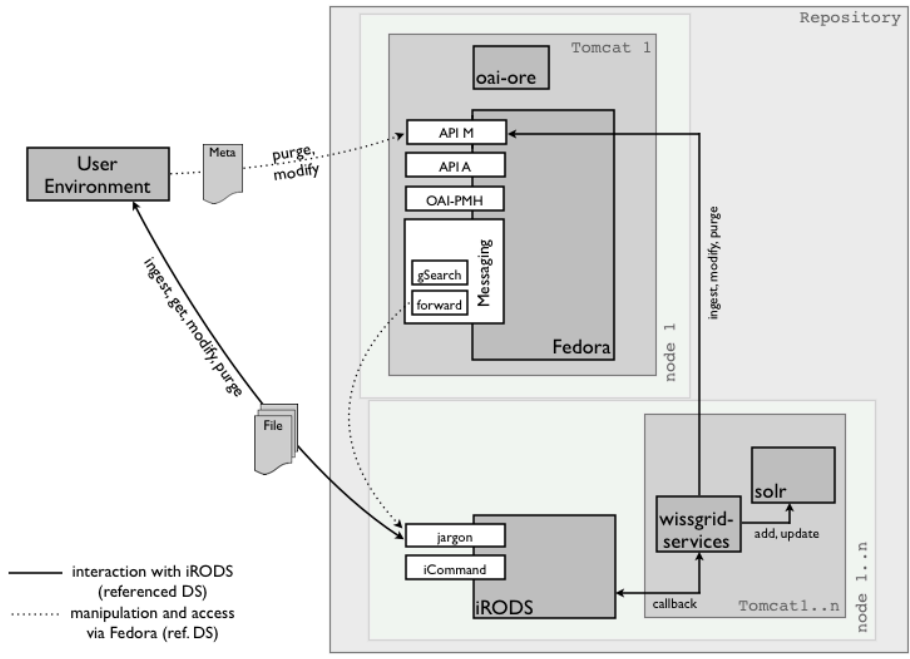 Repository
Tomcat 1
oai-ore
API M
API A
OAI-PMH
Messaging
gSearch
forward
Fedora
node 1
User
Environment
Meta
purge,
modify
ingest, get, modify, purge
File
ingest, modify, purge
solr
wissgrid-
services
add, update
jargon
iCommand
iRODS
callback
Tomcat1..n
node 1..n
interaction with iRODS
(referenced DS)
manipulation and access
via Fedora (ref. DS)